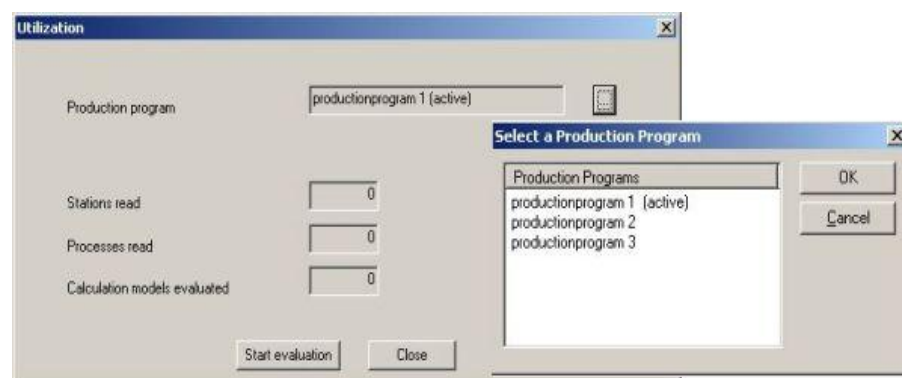 Utilization
Production program
productionprogram 1 (active)
Stations read
0
Processes read
0
Calculation models evaluated
0
Start evaluation
Close
Select a Production Program
Production Programs
productionprogram 1 (active)
productionprogram 2
productionprogram 3
OK
Cancel